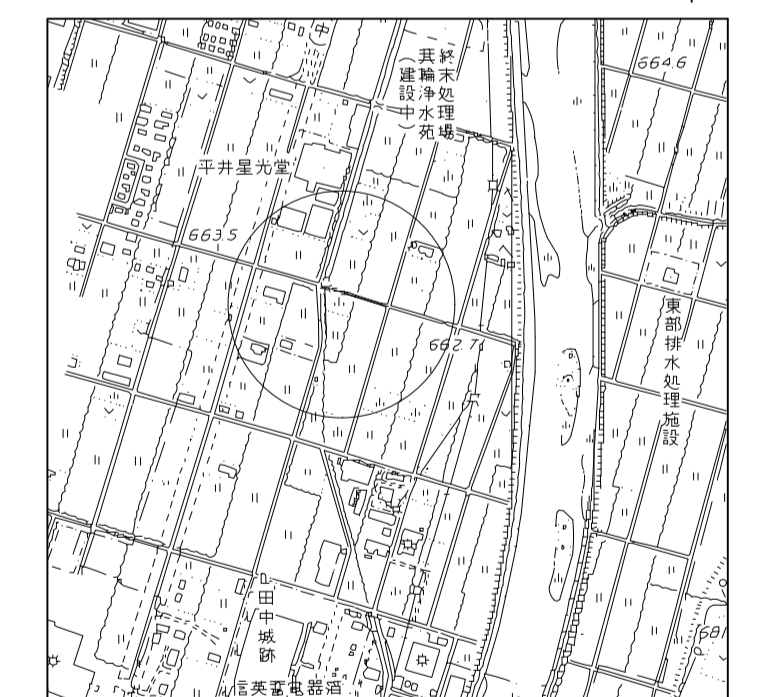 終末処理場
箕輪浄水苑
(建設中)
664.6
平井星光堂
663.5
662.7
東部排水処理施設
田中城跡
681